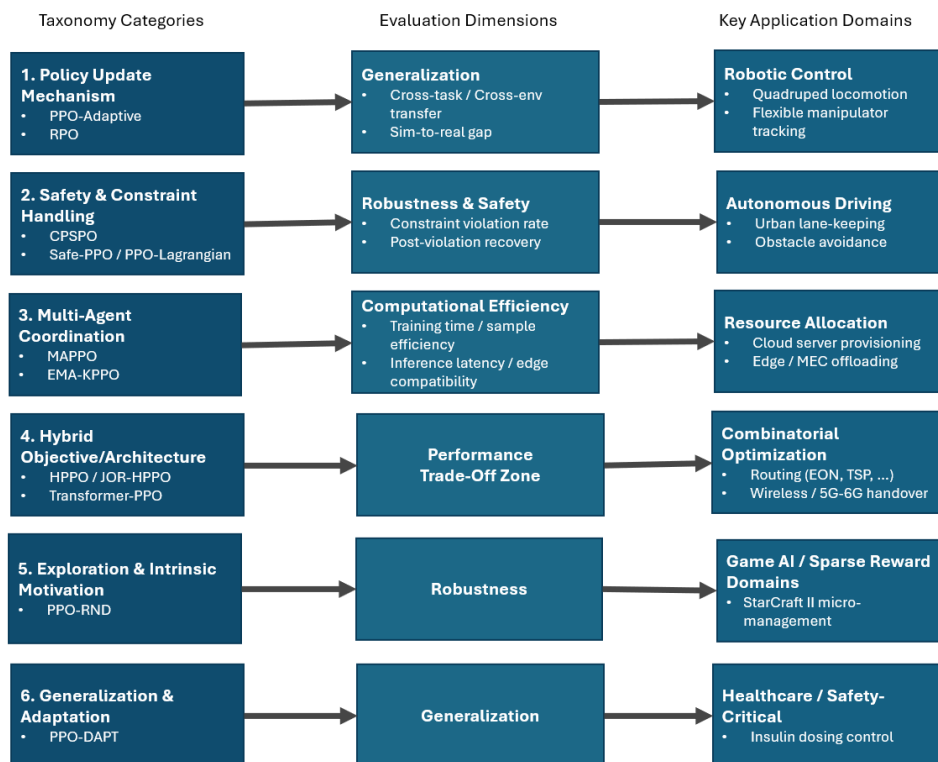 Taxonomy Categories
Evaluation Dimensions
Key Application Domains
1. Policy Update
Mechanism
• PPO-Adaptive
• RPO
Generalization
• Cross-task / Cross-env
transfer
• Sim-to-real gap
Robotic Control
• Quadruped locomotion
• Flexible manipulator
tracking
2. Safety & Constraint
Handling
• CPSPO
• Safe-PPO / PPO-Lagrangian
Robustness & Safety
• Constraint violation rate
• Post-violation recovery
Autonomous Driving
• Urban lane-keeping
• Obstacle avoidance
3. Multi-Agent
Coordination
• MAPPO
• EMA-KPPO
Computational Efficiency
• Training time / sample
efficiency
• Inference latency / edge
compatibility
Resource Allocation
• Cloud server provisioning
• Edge / MEC offloading
4. Hybrid
Objective/Architecture
• HPPO / JOR-HPPO
• Transformer-PPO
Performance
Trade-Off Zone
Combinatorial
Optimization
• Routing (EON, TSP, ...)
• Wireless / 5G-6G handover
5. Exploration & Intrinsic
Motivation
• PPO-RND
Robustness
Game AI / Sparse Reward
Domains
• StarCraft II micro-
management
6. Generalization &
Adaptation
• PPO-DAPT
Generalization
Healthcare / Safety-
Critical
• Insulin dosing control